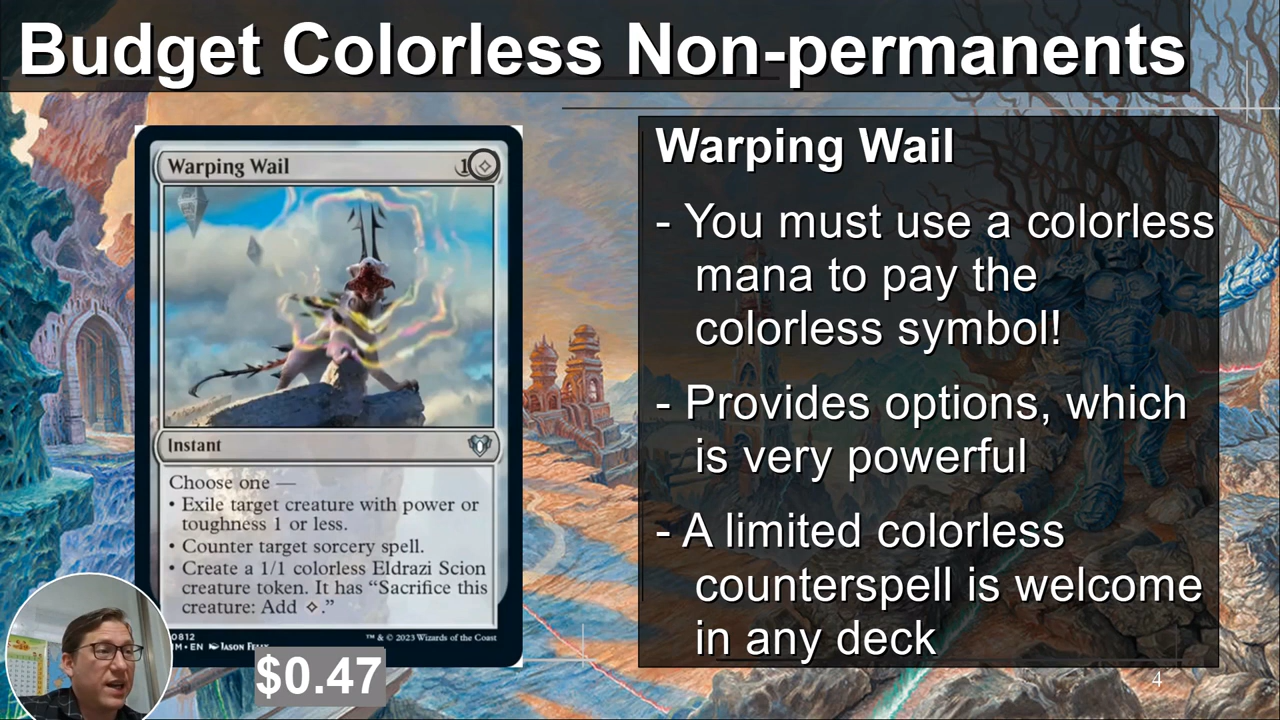 Budget Colorless Non-permanents
Warping Wail 1
Instant
Choose one —
• Exile target creature with power or
toughness 1 or less.
• Counter target sorcery spell.
• Create a 1/1 colorless Eldrazi Scion
creature token. It has “Sacrifice this
creature: Add ◇.”
0812
EN JASON
™ & © 2023 Wizards of the Coast
$0.47
Warping Wail
- You must use a colorless
mana to pay the
colorless symbol!
- Provides options, which
is very powerful
- A limited colorless
counterspell is welcome
in any deck
4